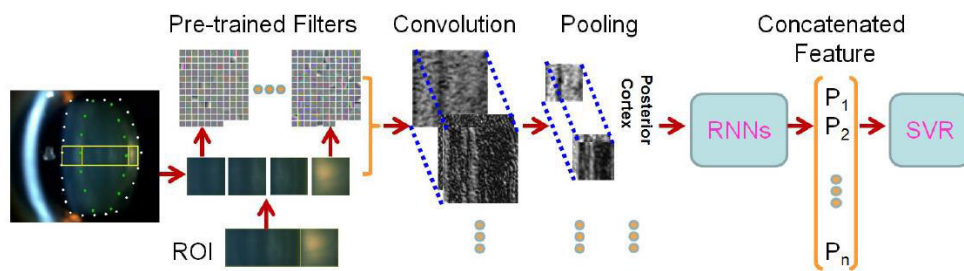 Pre-trained Filters
Convolution
Pooling
Concatenated
Feature
Posterior
Cortex
RNNs
P1
P2
Pn
SVR
ROI